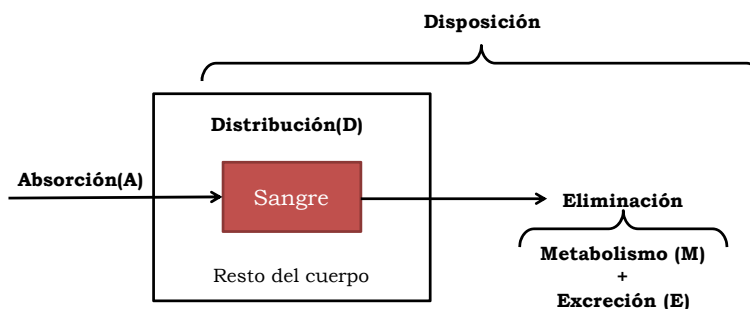 Disposición
Distribución(D)
Absorción(A)
Sangre
Eliminación
Resto del cuerpo
Metabolismo (M)
+
Excreción (E)